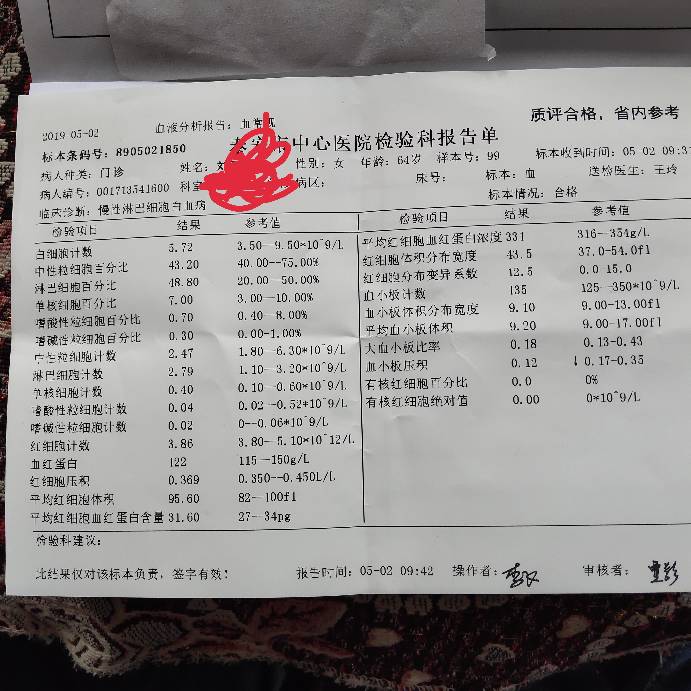 质评合格，省内参考
2019-05-02 血液分析报告：血常规
市中心医院检验科报告单
标本条码号：8905021850 标本收到时间：05-02 09:3
病人种类：门诊 姓名： 性别：女 年龄：64岁 样本号：99 标本：血 送检医生：王玲
病人编号：001713541600 科室 病区： 床号： 标本情况：合格
临床诊断：慢性淋巴细胞白血病
检验项目 结果 参考值
白细胞计数 5.72 3.50--9.50*10^9/L
中性粒细胞百分比 43.20 40.00--75.00%
淋巴细胞百分比 48.80 20.00--50.00%
单核细胞百分比 7.00 3.00-10.00%
嗜酸性粒细胞百分比 0.70 0.40-8.00%
嗜碱性粒细胞百分比 0.30 0.00-1.00%
中性粒细胞计数 2.47 1.80--6.30*10^9/L
淋巴细胞计数 2.79 1.10--3.20*10^9/L
单核细胞计数 0.40 0.10--0.60*10^9/L
嗜酸性粒细胞计数 0.04 0.02--0.52*10^9/L
嗜碱性粒细胞计数 0.02 0--0.06*10^9/L
红细胞计数 3.86 3.80--5.10*10^12/L
血红蛋白 122 115--150g/L
红细胞压积 0.369 0.350--0.450L/L
平均红细胞体积 95.60 82--100fl
平均红细胞血红蛋白含量 31.60 27--34pg
检验项目 结果 参考值
平均红细胞血红蛋白浓度 331 316--354g/L
红细胞体积分布宽度 43.5 37.0-54.0fl
红细胞分布变异系数 12.5 0.0-15.0
血小板计数 135 125--350*10^9/L
血小板体积分布宽度 9.10 9.00-13.00fl
平均血小板体积 9.20 9.00-17.00fl
大血小板比率 0.18 0.13-0.43
血小板压积 0.12 ↓ 0.17-0.35
有核红细胞百分比 0.0 0%
有核红细胞绝对值 0.00 0*10^9/L
检验科建议：
此结果仅对该标本负责，签字有效！ 报告时间：05-02 09:42 操作者： 审核者：